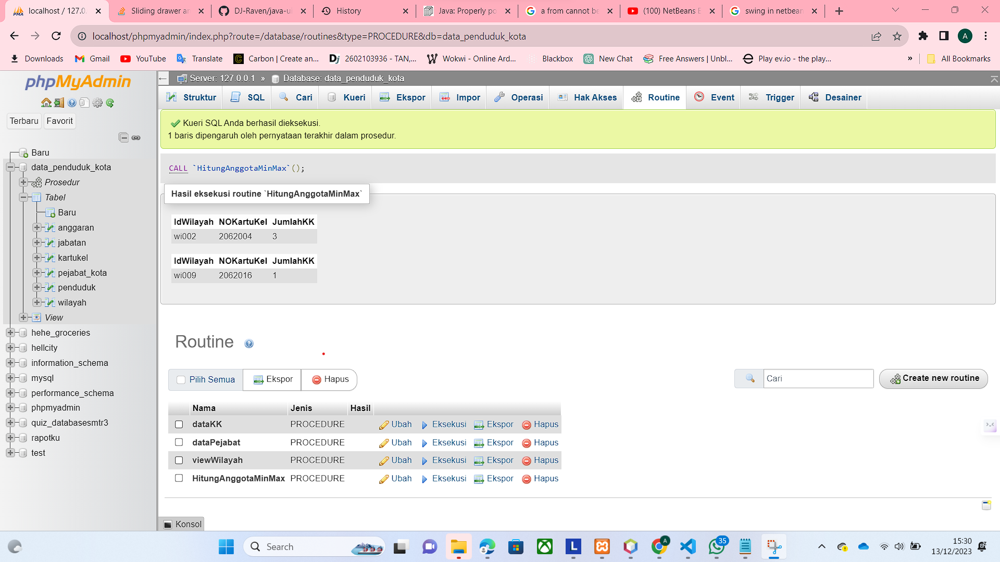 localhost / 127.0.
Sliding drawer an
DJ-Raven/java-ui
History
Java: Properly po
a from cannot be
(100) NetBeans E
swing in netbean
localhost/phpmyadmin/index.php?route=/database/routines&type=PROCEDURE&db=data_penduduk_kota
A
Downloads
Gmail
YouTube
Translate
Carbon | Create an...
2602103936 - TAN,...
Wokwi - Online Ard...
Blackbox
New Chat
Free Answers | Unbl...
Play ev.io - the play...
»
All Bookmarks
phpMyAdmin
Server: 127.0.0.1 » Database: data_penduduk_kota
Struktur
SQL
Cari
Kueri
Ekspor
Impor
Operasi
Hak Akses
Routine
Event
Trigger
Desainer
Terbaru
Favorit
Baru
data_penduduk_kota
Prosedur
Tabel
Baru
anggaran
jabatan
kartukel
pejabat_kota
penduduk
wilayah
View
hehe_groceries
hellcity
information_schema
mysql
performance_schema
phpmyadmin
quiz_databasesmtr3
rapotku
test
Kueri SQL Anda berhasil dieksekusi.
1 baris dipengaruh oleh pernyataan terakhir dalam prosedur.
CALL `HitungAnggotaMinMax`();
Hasil eksekusi routine `HitungAnggotaMinMax`
IdWilayah NOKartuKel JumlahKK
wi002 2062004 3
IdWilayah NOKartuKel JumlahKK
wi009 2062016 1
Routine
Pilih Semua
Ekspor
Hapus
Cari
Create new routine
Nama Jenis Hasil
dataKK PROCEDURE Ubah Eksekusi Ekspor Hapus
dataPejabat PROCEDURE Ubah Eksekusi Ekspor Hapus
viewWilayah PROCEDURE Ubah Eksekusi Ekspor Hapus
HitungAnggotaMinMax PROCEDURE Ubah Eksekusi Ekspor Hapus
Konsol
Search
35
15:30
13/12/2023